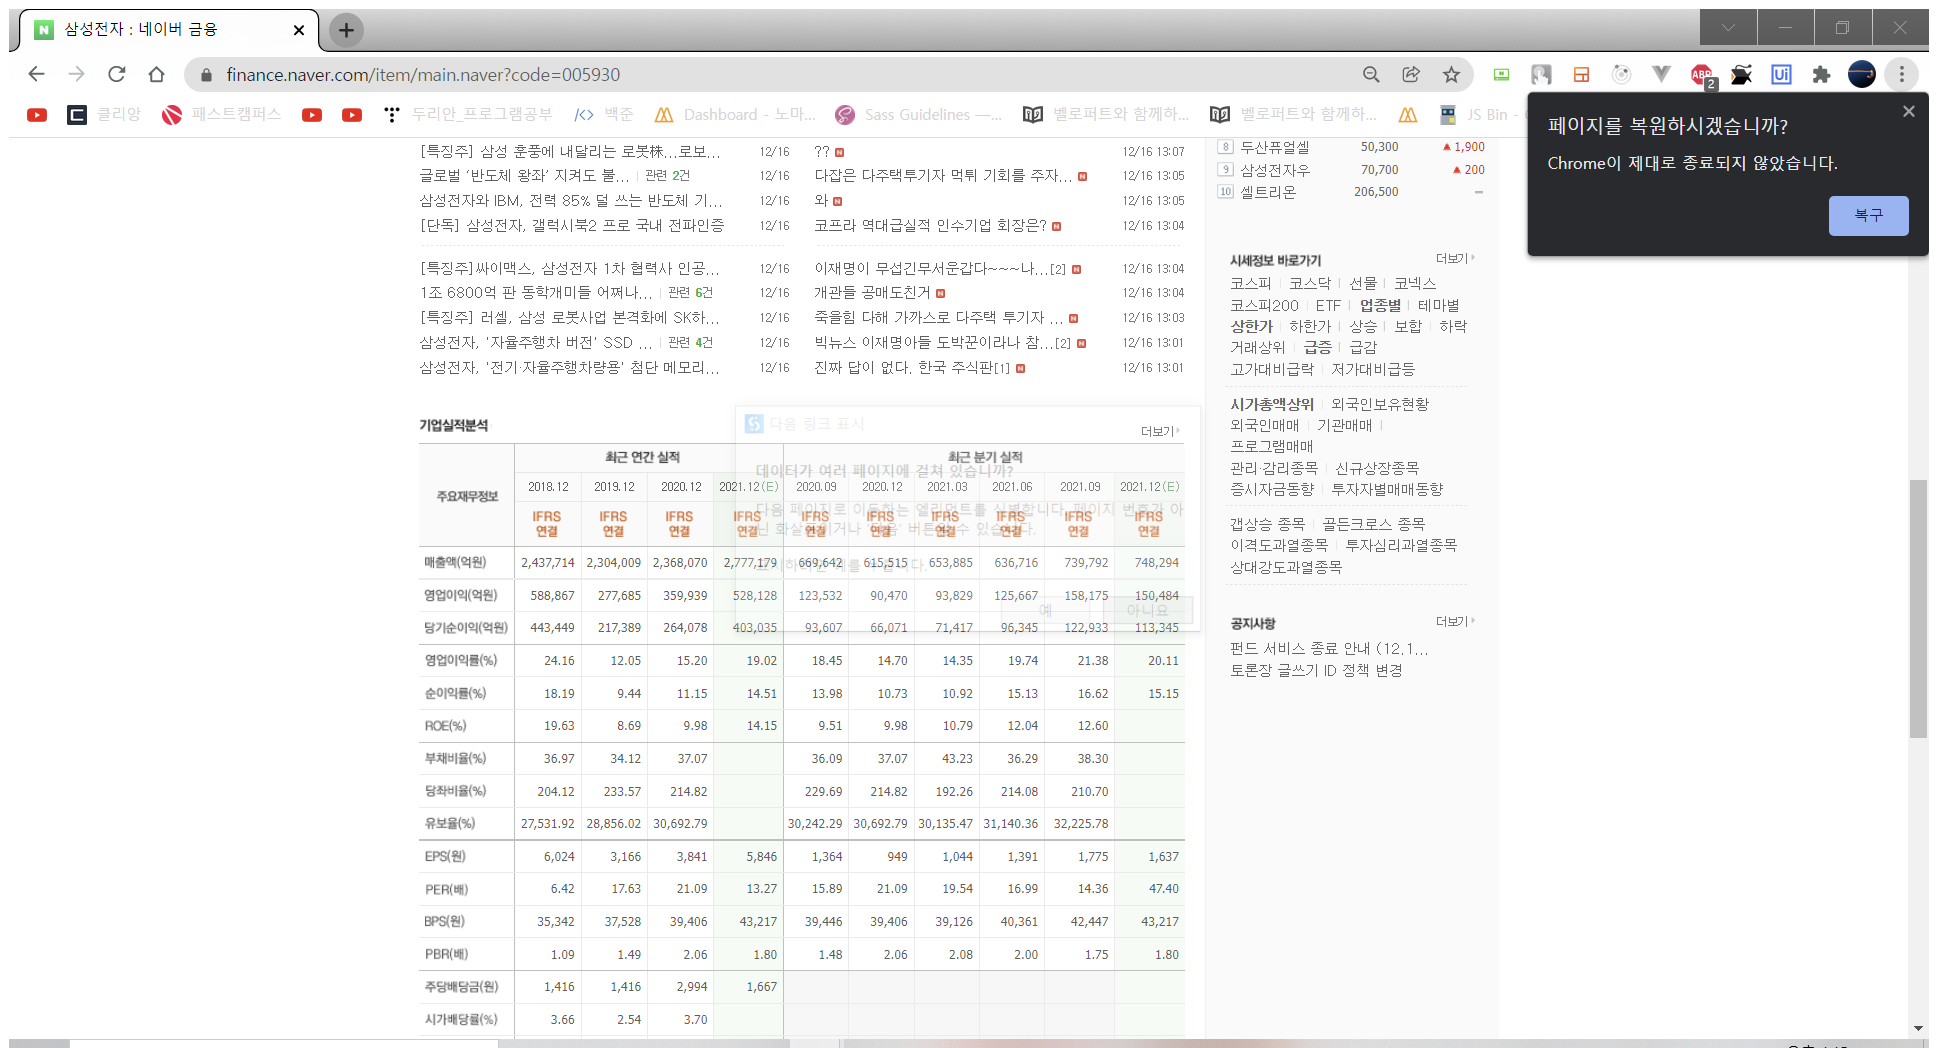 삼성전자 : 네이버 금융
finance.naver.com/item/main.naver?code=005930
클리앙 패스트캠퍼스 두리안_프로그램공부 백준 Dashboard - 노마... Sass Guidelines —... 벨로퍼트와 함께하... 벨로퍼트와 함께하... JS Bin -
페이지를 복원하시겠습니까?
Chrome이 제대로 종료되지 않았습니다.
복구
[특징주] 삼성 훈풍에 내달리는 로봇株…로보... 12/16
글로벌 '반도체 왕좌' 지켜도 불... 관련 2건 12/16
삼성전자와 IBM, 전력 85% 덜 쓰는 반도체 기... 12/16
[단독] 삼성전자, 갤럭시북2 프로 국내 전파인증 12/16
[특징주]싸이맥스, 삼성전자 1차 협력사 인공... 12/16
1조 6800억 판 동학개미들 어쩌나... 관련 6건 12/16
[특징주] 러셀, 삼성 로봇사업 본격화에 SK하... 12/16
삼성전자, '자율주행차 버전' SSD ... 관련 4건 12/16
삼성전자, '전기·자율주행차량용' 첨단 메모리... 12/16
?? N 12/16 13:07
다잡은 다주택투기자 먹튀 기회를 주자... N 12/16 13:05
와 N 12/16 13:05
코프라 역대급실적 인수기업 회장은? N 12/16 13:04
이재명이 무섭긴무서운갑다~~~나...[2] N 12/16 13:04
개관들 공매도친거 N 12/16 13:04
죽을힘 다해 가까스로 다주택 투기자 ... N 12/16 13:03
빅뉴스 이재명아들 도박꾼이라나 참...[2] N 12/16 13:01
진짜 답이 없다. 한국 주식판[1] N 12/16 13:01
8 두산퓨얼셀 50,300 ▲ 1,900
9 삼성전자우 70,700 ▲ 200
10 셀트리온 206,500 –
시세정보 바로가기 더보기
코스피 코스닥 선물 코넥스
코스피200 ETF 업종별 테마별
상한가 하한가 상승 보합 하락
거래상위 급증 급감
고가대비급락 저가대비급등
시가총액상위 외국인보유현황
외국인매매 기관매매
프로그램매매
관리·감리종목 신규상장종목
증시자금동향 투자자별매매동향
갭상승 종목 골든크로스 종목
이격도과열종목 투자심리과열종목
상대강도과열종목
공지사항 더보기
펀드 서비스 종료 안내 (12.1...
토론장 글쓰기 ID 정책 변경
기업실적분석 더보기
다음 링크 표시
데이터가 여러 페이지에 걸쳐 있습니까?
예 아니요
주요재무정보 최근 연간 실적 최근 분기 실적
2018.12 2019.12 2020.12 2021.12(E) 2020.09 2020.12 2021.03 2021.06 2021.09 2021.12(E)
IFRS IFRS IFRS IFRS IFRS IFRS IFRS IFRS IFRS IFRS
연결 연결 연결 연결 연결 연결 연결 연결 연결 연결
매출액(억원) 2,437,714 2,304,009 2,368,070 2,777,179 669,642 615,515 653,885 636,716 739,792 748,294
영업이익(억원) 588,867 277,685 359,939 528,128 123,532 90,470 93,829 125,667 158,175 150,484
당기순이익(억원) 443,449 217,389 264,078 403,035 93,607 66,071 71,417 96,345 122,933 113,345
영업이익률(%) 24.16 12.05 15.20 19.02 18.45 14.70 14.35 19.74 21.38 20.11
순이익률(%) 18.19 9.44 11.15 14.51 13.98 10.73 10.92 15.13 16.62 15.15
ROE(%) 19.63 8.69 9.98 14.15 9.51 9.98 10.79 12.04 12.60
부채비율(%) 36.97 34.12 37.07 36.09 37.07 43.23 36.29 38.30
당좌비율(%) 204.12 233.57 214.82 229.69 214.82 192.26 214.08 210.70
유보율(%) 27,531.92 28,856.02 30,692.79 30,242.29 30,692.79 30,135.47 31,140.36 32,225.78
EPS(원) 6,024 3,166 3,841 5,846 1,364 949 1,044 1,391 1,775 1,637
PER(배) 6.42 17.63 21.09 13.27 15.89 21.09 19.54 16.99 14.36 47.40
BPS(원) 35,342 37,528 39,406 43,217 39,446 39,406 39,126 40,361 42,447 43,217
PBR(배) 1.09 1.49 2.06 1.80 1.48 2.06 2.08 2.00 1.75 1.80
주당배당금(원) 1,416 1,416 2,994 1,667
시가배당률(%) 3.66 2.54 3.70